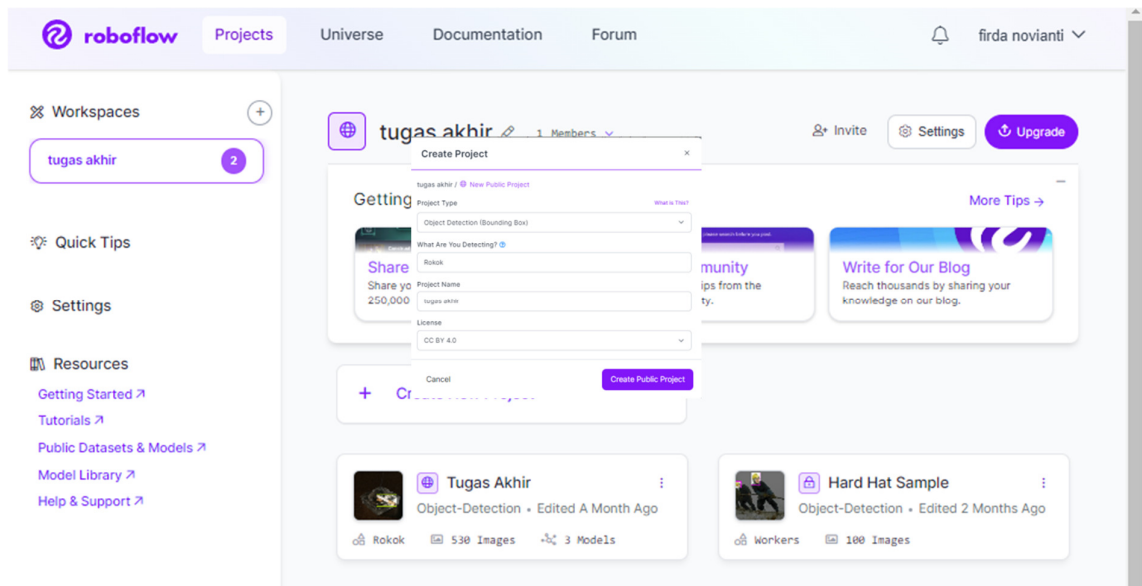 roboflow Projects Universe Documentation Forum firda novianti
Workspaces
tugas akhir 2
Quick Tips
Settings
Resources
Getting Started
Tutorials
Public Datasets & Models
Model Library
Help & Support
tugas akhir 1 Members
Invite Settings Upgrade
Getting
More Tips →
Share
Share yo
250,000
munity
ips from the
ty.
Write for Our Blog
Reach thousands by sharing your
knowledge on our blog.
Create Project ×
tugas akhir / New Public Project
Project Type What Is This?
Object Detection (Bounding Box)
What Are You Detecting?
Rokok
Project Name
tugas akhir
License
CC BY 4.0
Cancel Create Public Project
+
Tugas Akhir
Object-Detection • Edited A Month Ago
Rokok 530 Images 3 Models
Hard Hat Sample
Object-Detection • Edited 2 Months Ago
Workers 100 Images